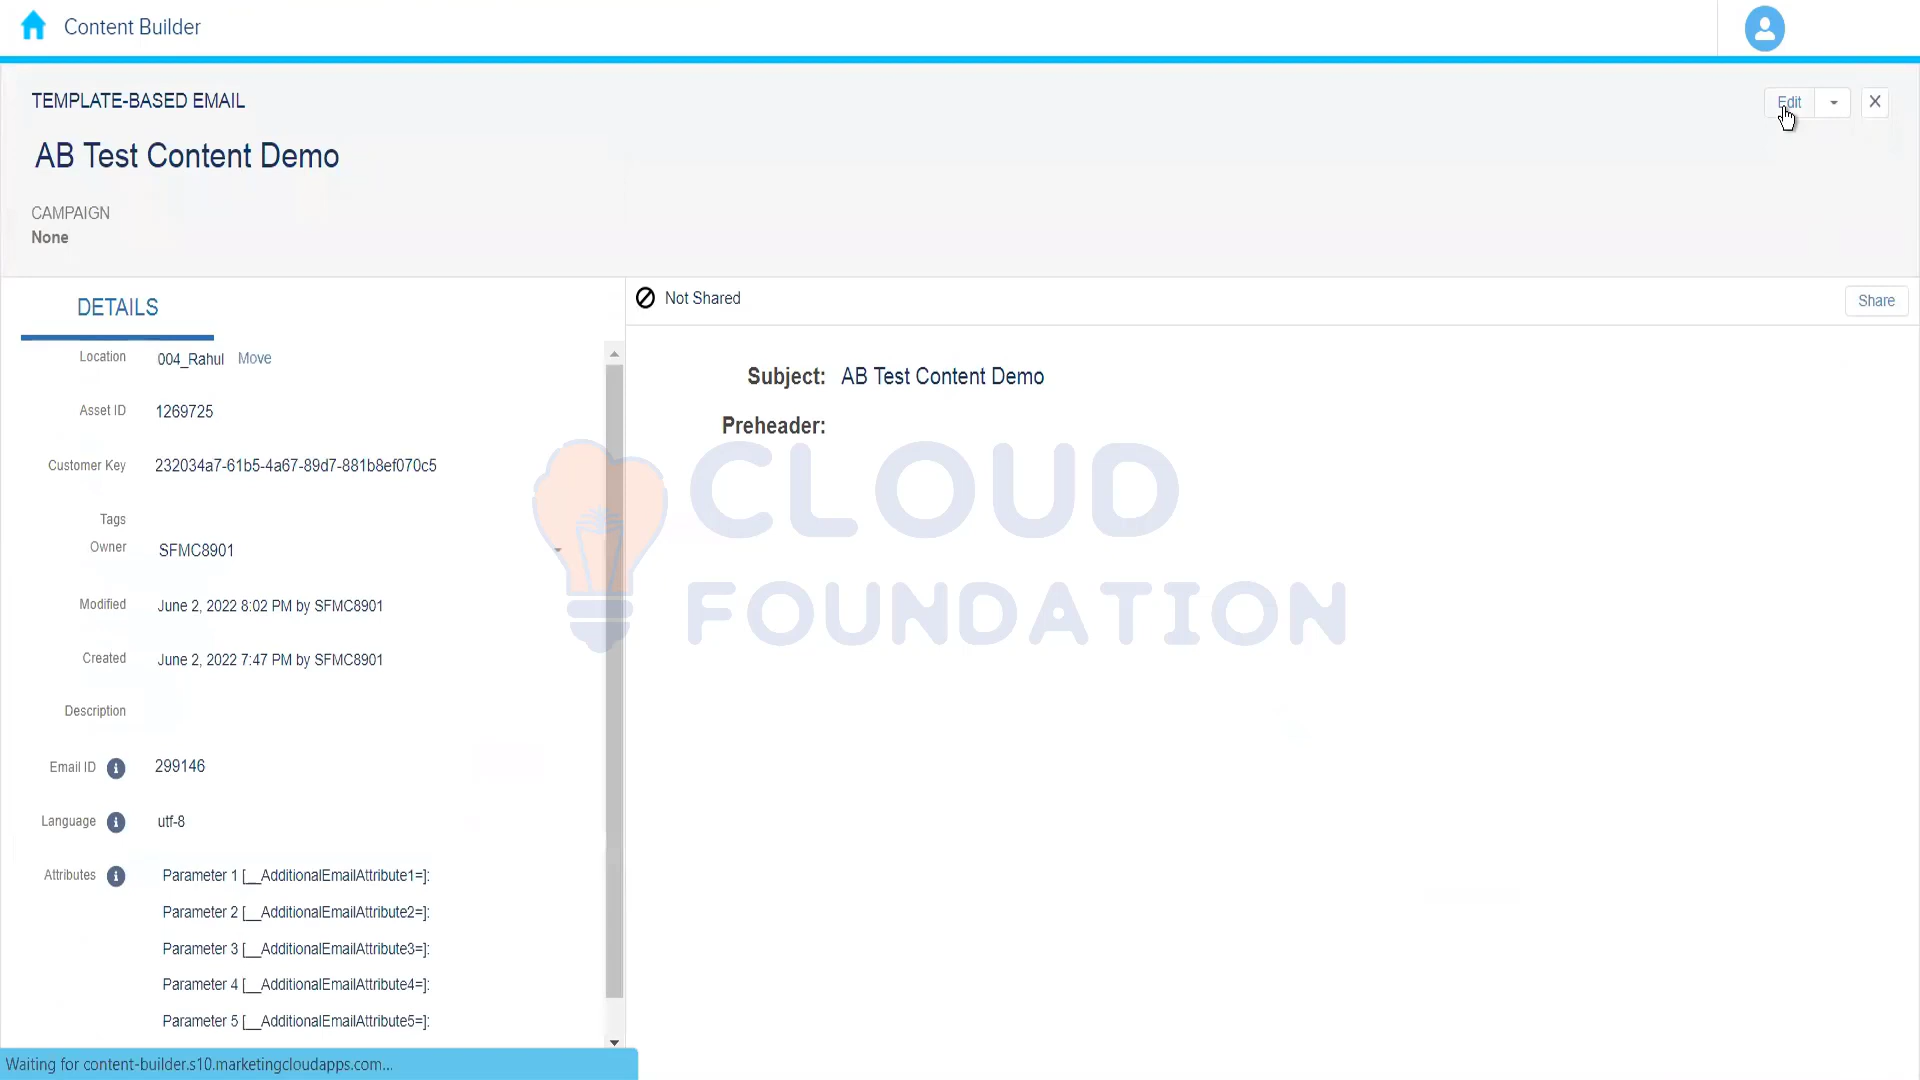 Content Builder
TEMPLATE-BASED EMAIL
Edit
AB Test Content Demo
CAMPAIGN
None
DETAILS
Location 004_Rahul Move
Asset ID 1269725
Customer Key 232034a7-61b5-4a67-89d7-881b8ef070c5
Tags
Owner SFMC8901
Modified June 2, 2022 8:02 PM by SFMC8901
Created June 2, 2022 7:47 PM by SFMC8901
Description
Email ID 299146
Language utf-8
Attributes Parameter 1 [__AdditionalEmailAttribute1=]:
Parameter 2 [__AdditionalEmailAttribute2=]:
Parameter 3 [__AdditionalEmailAttribute3=]:
Parameter 4 [__AdditionalEmailAttribute4=]:
Parameter 5 [__AdditionalEmailAttribute5=]:
Not Shared
Share
Subject: AB Test Content Demo
Preheader:
CLOUD
FOUNDATION
Waiting for content-builder.s10.marketingcloudapps.com...